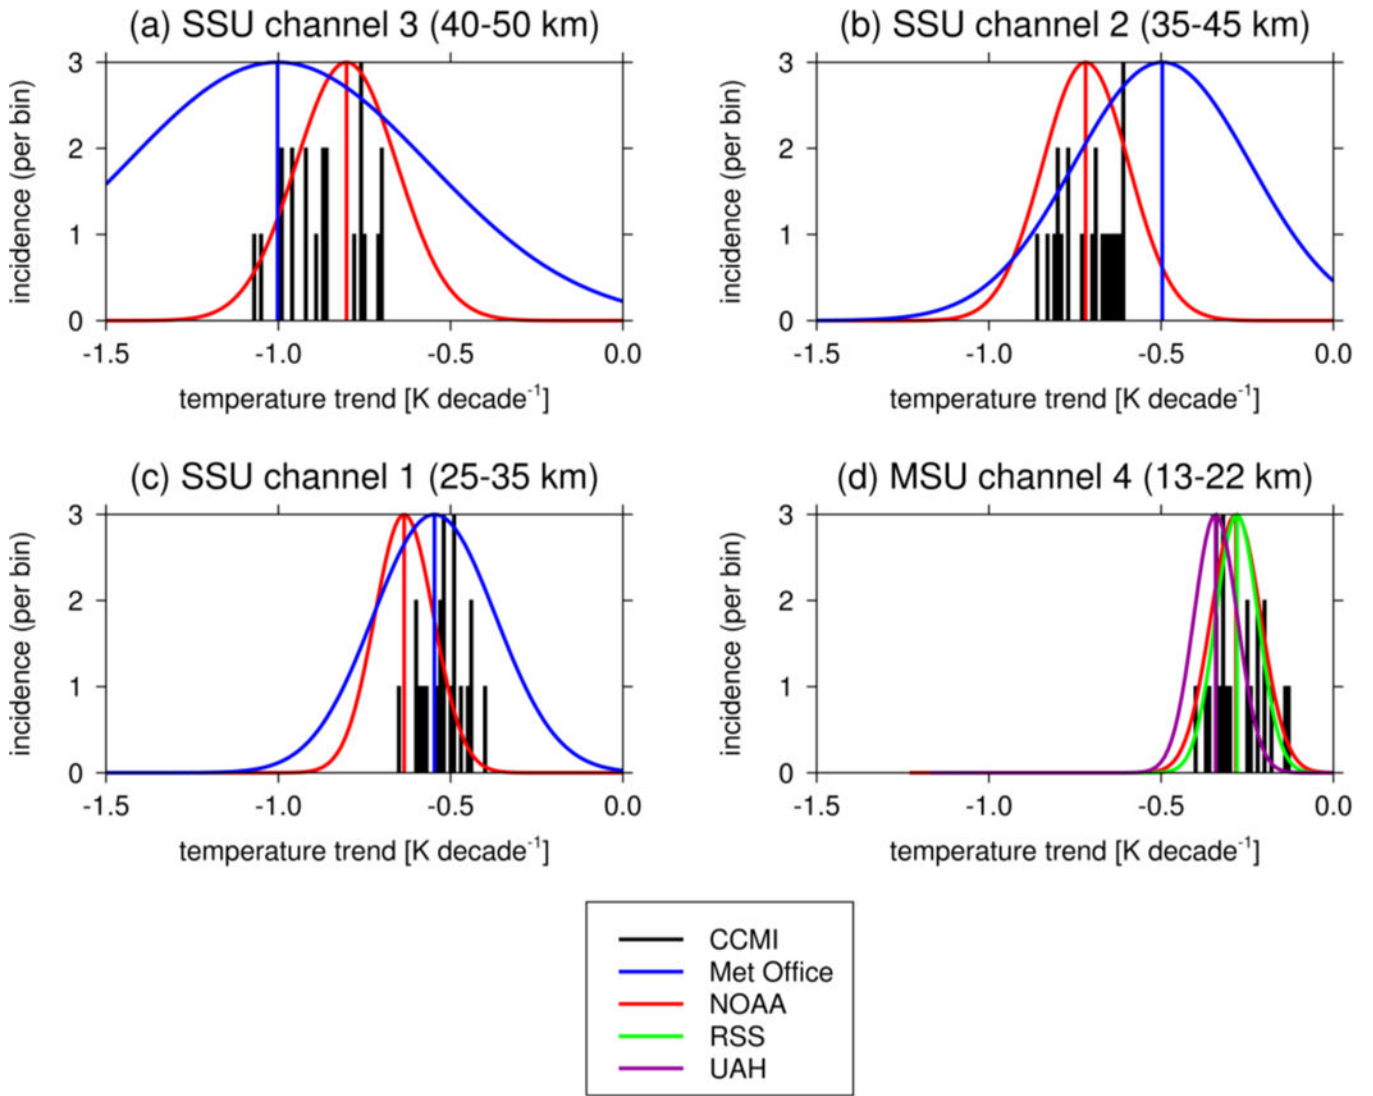 (a) SSU channel 3 (40-50 km)
3
2
1
0
incidence (per bin)
-1.5 -1.0 -0.5 0.0
temperature trend [K decade⁻¹]
(b) SSU channel 2 (35-45 km)
3
2
1
0
incidence (per bin)
-1.5 -1.0 -0.5 0.0
temperature trend [K decade⁻¹]
(c) SSU channel 1 (25-35 km)
3
2
1
0
incidence (per bin)
-1.5 -1.0 -0.5 0.0
temperature trend [K decade⁻¹]
(d) MSU channel 4 (13-22 km)
3
2
1
0
incidence (per bin)
-1.5 -1.0 -0.5 0.0
temperature trend [K decade⁻¹]
CCMI
Met Office
NOAA
RSS
UAH